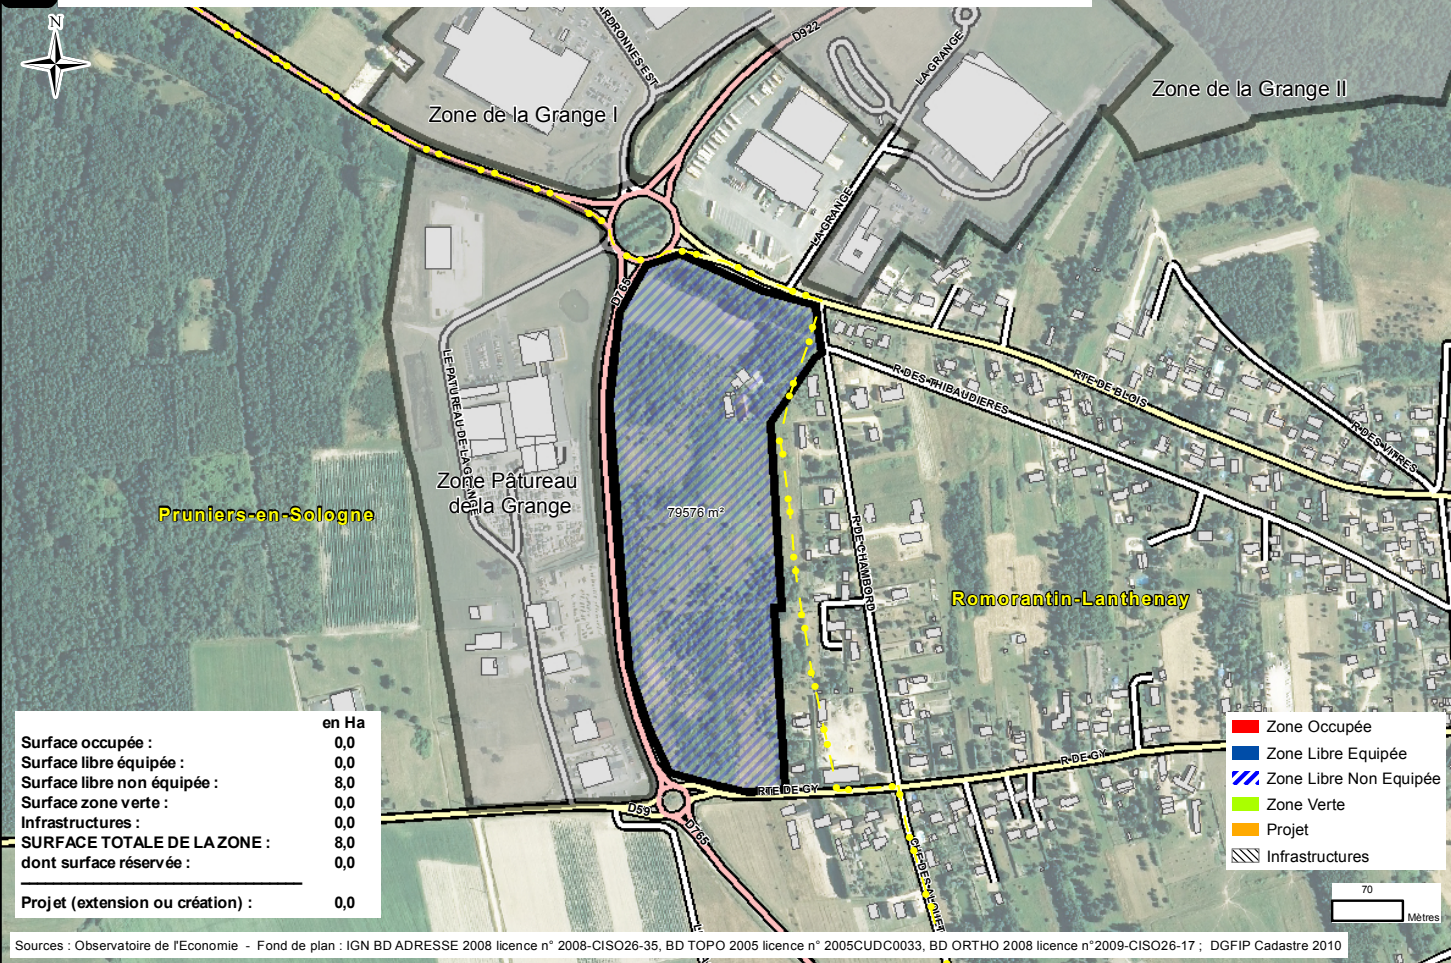 N
D922
ARDRONNES-EST
LA GRANGE
Zone de la Grange I
Zone de la Grange II
LA GRANGE
D765
R DES THIBAUDIERES
RTE DE BLOIS
R DES VITRES
LE PATUREAU-DE-LA GRANGE
Zone Pâtureau
de la Grange
79576 m²
Pruniers-en-Sologne
R DE CHAMBORD
Romorantin-Lanthenay
R DE GY
RTE DE GY
D59
D765
CHE DES ALOUET
en Ha
Surface occupée : 0,0
Surface libre équipée : 0,0
Surface libre non équipée : 8,0
Surface zone verte : 0,0
Infrastructures : 0,0
SURFACE TOTALE DE LA ZONE : 8,0
dont surface réservée : 0,0
Projet (extension ou création) : 0,0
Zone Occupée
Zone Libre Equipée
Zone Libre Non Equipée
Zone Verte
Projet
Infrastructures
70
Mètres
Sources : Observatoire de l'Economie - Fond de plan : IGN BD ADRESSE 2008 licence n° 2008-CISO26-35, BD TOPO 2005 licence n° 2005CUDC0033, BD ORTHO 2008 licence n°2009-CISO26-17 ; DGFIP Cadastre 2010